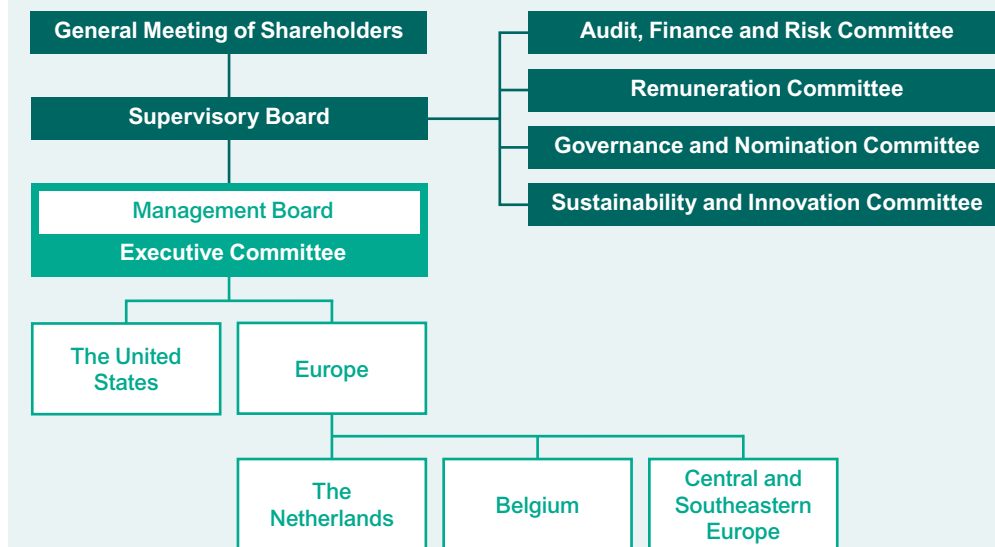 General Meeting of Shareholders
Supervisory Board
Audit, Finance and Risk Committee
Remuneration Committee
Governance and Nomination Committee
Sustainability and Innovation Committee
Management Board
Executive Committee
The United
States
Europe
The
Netherlands
Belgium
Central and
Southeastern
Europe